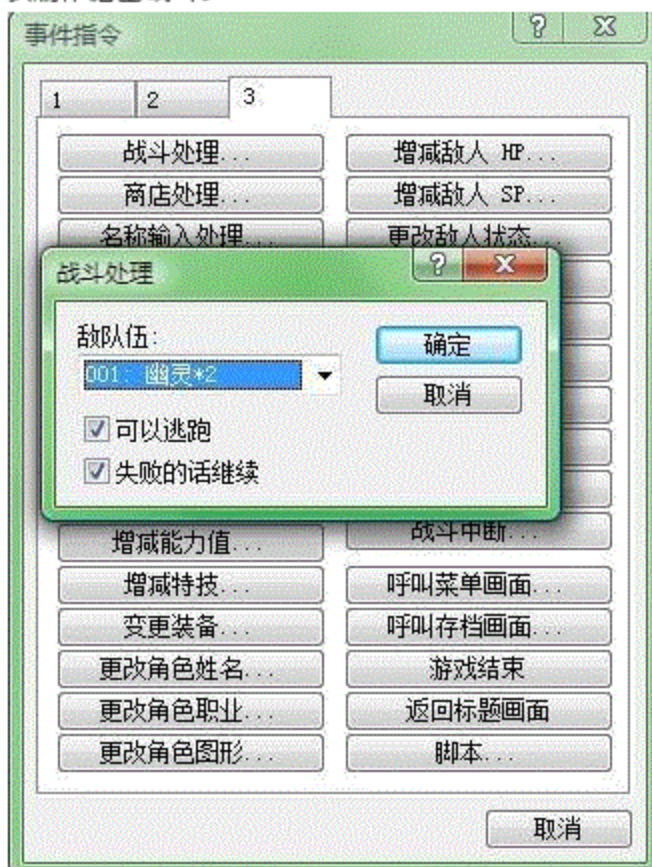 事件指令
1
2
3
战斗处理...
增减敌人 HP...
商店处理...
增减敌人 SP...
名称输入处理...
更改敌人状态...
战斗处理
敌队伍:
001: 幽灵*2
确定
取消
可以逃跑
失败的话继续
增减能力值...
战斗中断...
增减特技...
呼叫菜单画面...
变更装备...
呼叫存档画面...
更改角色姓名...
游戏结束
更改角色职业...
返回标题画面
更改角色图形...
脚本...
取消